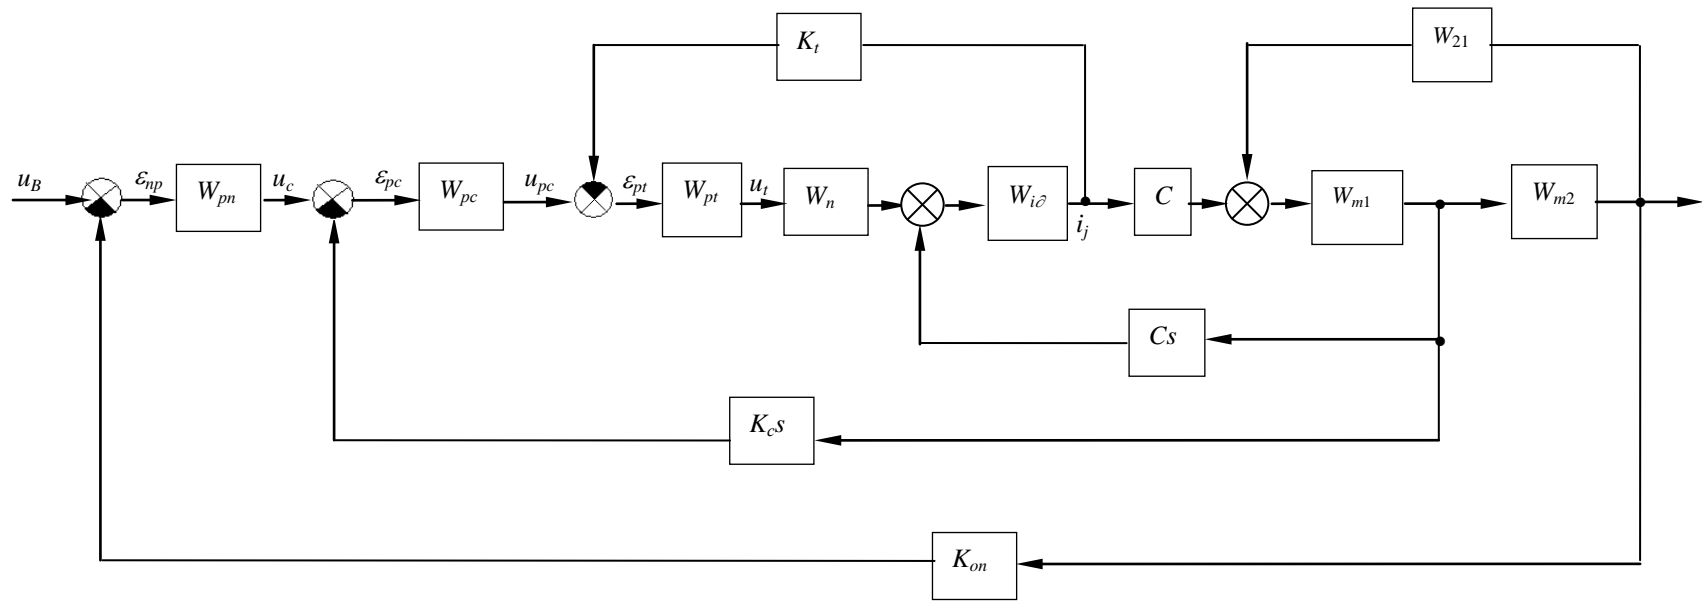 K_t
W_21
u_B
ε_np
W_pn
u_c
ε_pc
W_pc
u_pc
ε_pt
W_pt
u_t
W_n
W_i∂
i_j
C
W_m1
W_m2
Cs
K_c s
K_on